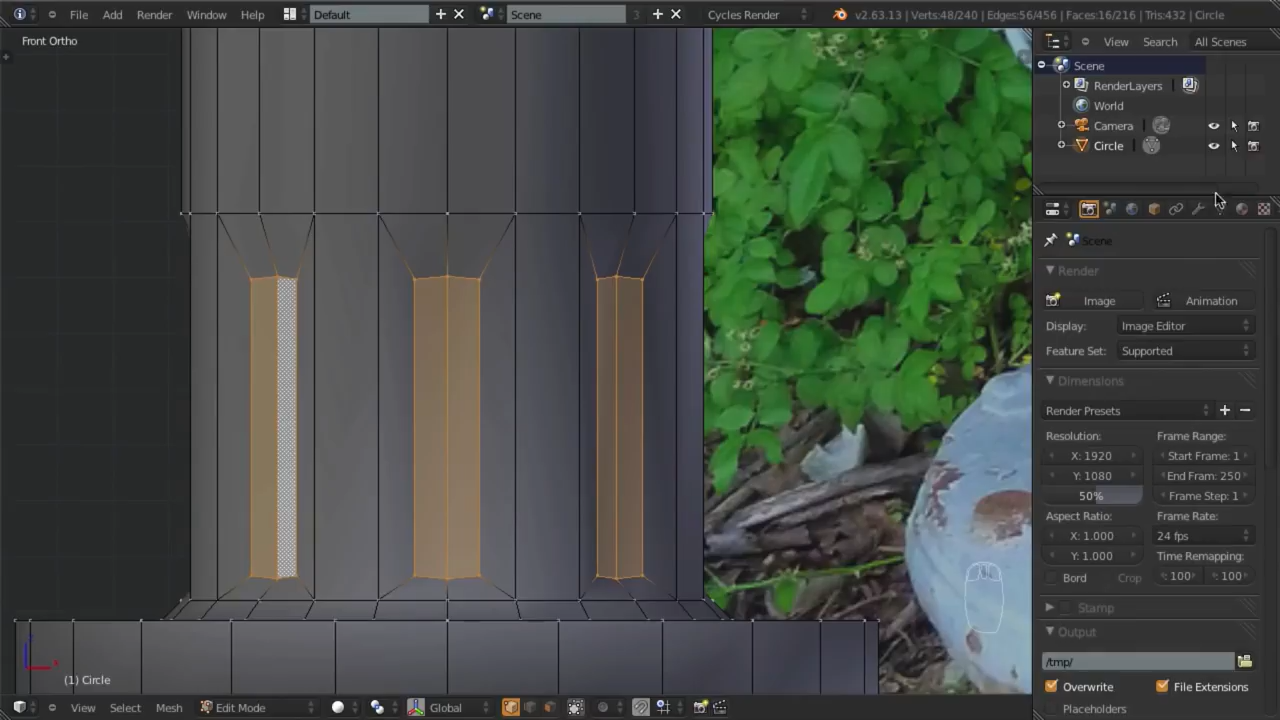 File Add Render Window Help Default Scene 3 Cycles Render v2.63.13 | Verts:48/240 | Edges:56/456 | Faces:16/216 | Tris:432 | Circle
Front Ortho
View Search All Scenes
Scene
RenderLayers
World
Camera
Circle
Scene
Render
Image Animation
Display: Image Editor
Feature Set: Supported
Dimensions
Render Presets
Resolution: Frame Range:
X: 1920 Start Frame: 1
Y: 1080 End Fram: 250
50% Frame Step: 1
Aspect Ratio: Frame Rate:
X: 1.000 24 fps
Y: 1.000 Time Remapping:
Bord Crop : 100 : 100
Stamp
Output
/tmp/
Overwrite File Extensions
Placeholders
(1) Circle
View Select Mesh Edit Mode Global